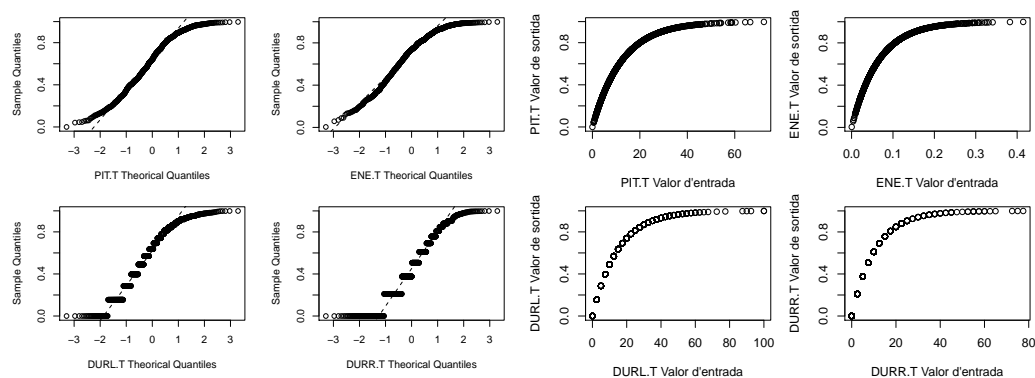 Sample Quantiles
0.0 0.4 0.8
−3 −2 −1 0 1 2 3
PIT.T Theorical Quantiles
Sample Quantiles
0.0 0.4 0.8
−3 −2 −1 0 1 2 3
ENE.T Theorical Quantiles
PIT.T Valor de sortida
0.0 0.4 0.8
0 20 40 60
PIT.T Valor d'entrada
ENE.T Valor de sortida
0.0 0.4 0.8
0.0 0.1 0.2 0.3 0.4
ENE.T Valor d'entrada
Sample Quantiles
0.0 0.4 0.8
−3 −2 −1 0 1 2 3
DURL.T Theorical Quantiles
Sample Quantiles
0.0 0.4 0.8
−3 −2 −1 0 1 2 3
DURR.T Theorical Quantiles
DURL.T Valor de sortida
0.0 0.4 0.8
0 20 40 60 80 100
DURL.T Valor d'entrada
DURR.T Valor de sortida
0.0 0.4 0.8
0 20 40 60 80
DURR.T Valor d'entrada